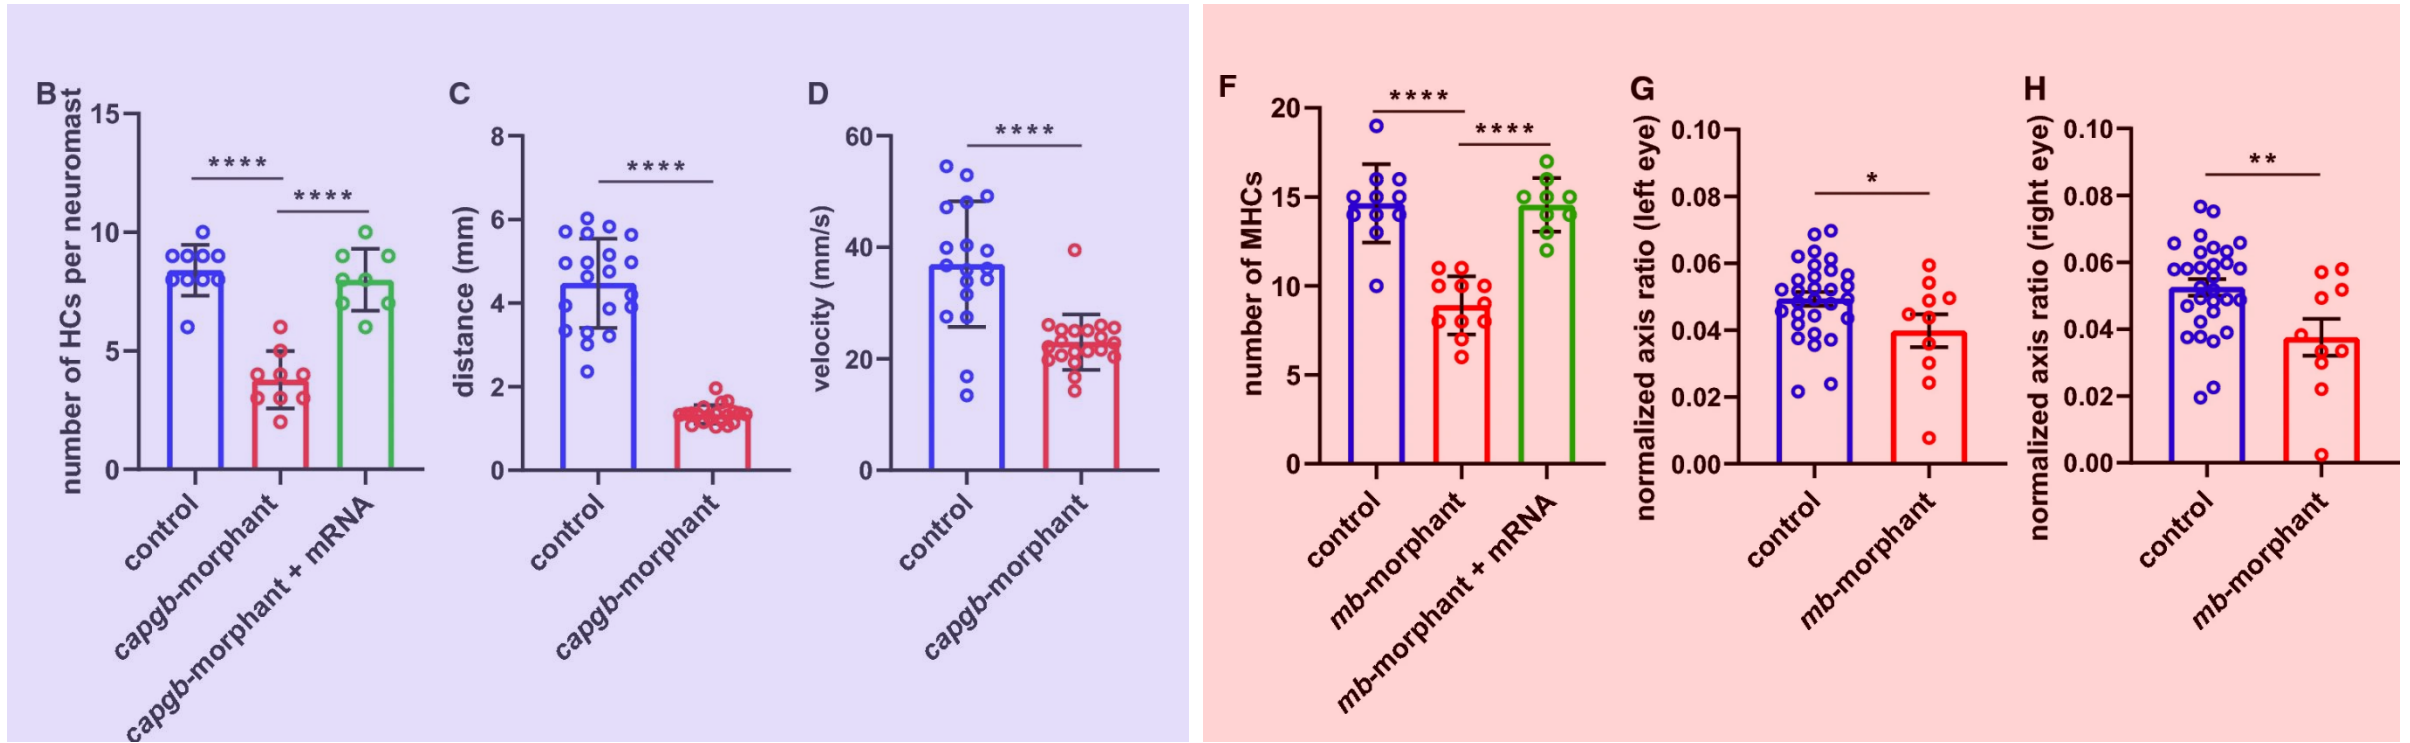 B
number of HCs per neuromast
15
10
5
0
****
****
control
capgb-morphant
capgb-morphant + mRNA
C
distance (mm)
8
6
4
2
0
****
control
capgb-morphant
D
velocity (mm/s)
60
40
20
0
****
control
capgb-morphant
F
number of MHCs
20
15
10
5
0
****
****
control
mb-morphant
mb-morphant + mRNA
G
normalized axis ratio (left eye)
0.10
0.08
0.06
0.04
0.02
0.00
*
control
mb-morphant
H
normalized axis ratio (right eye)
0.10
0.08
0.06
0.04
0.02
0.00
**
control
mb-morphant